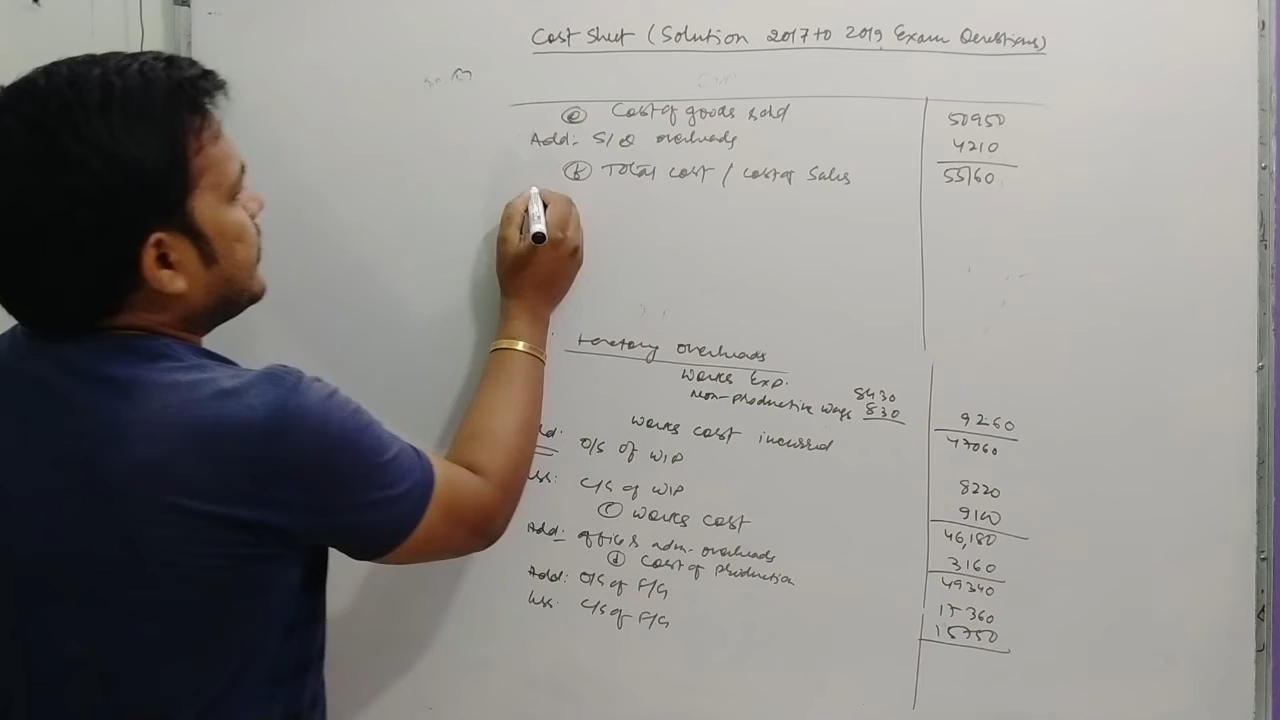 Cost Sheet (Solution 2017 to 2019 Exam Questions)
(e) Cost of goods sold 50950
Add: S/D overheads 4210
(f) Total cost / cost of Sales 55160
Factory overheads
Works Exp. 8430
Non-productive wages 830 9260
Works cost incurred 47060
Add: O/S of WIP 8220
Less: C/S of WIP 9100
(c) Works cost 46,180
Add: Office & adm. overheads 3160
(d) Cost of production 49340
Add: O/S of F/G 17360
Less: C/S of F/G 15750